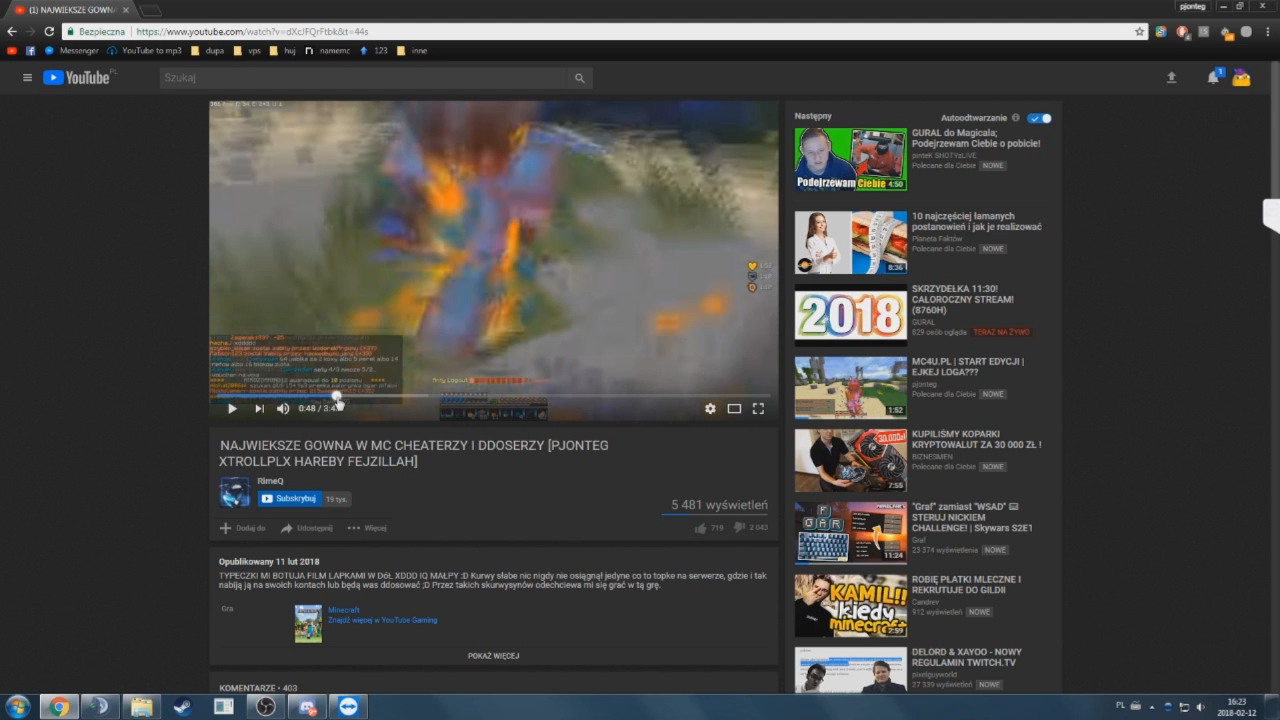 (1) NAJWIEKSZE GOWN
pjonteg
Bezpieczna | https://www.youtube.com/watch?v=dXcJFQrFtbk&t=44s
Messenger YouTube to mp3 dupa vps huj namemc 123 inne
YouTube PL
Szukaj
1
0:48 / 3:4
NAJWIEKSZE GOWNA W MC CHEATERZY I DDOSERZY [PJONTEG
XTROLLPLX HAREBY FEJZILLAH]
RimeQ
Subskrybuj 19 tys.
5 481 wyświetleń
Dodaj do Udostępnij Więcej
719 2 043
Opublikowany 11 lut 2018
TYPECZKI MI BOTUJA FILM LAPKAMI W DÓŁ XDDD IQ MAŁPY :D Kurwy słabe nic nigdy nie osiągnął jedyne co to topke na serwerze, gdzie i tak
nabiją ją na swoich kontach lub będą was ddosować ;D Przez takich skurwysynów odechciewa mi się grać w tą grę.
Gra
Minecraft
Znajdź więcej w YouTube Gaming
POKAŻ WIĘCEJ
KOMENTARZE • 403
Następny
Autoodtwarzanie
Podejrzewam Ciebie 4:50
GURAL do Magicala;
Podejrzewam Ciebie o pobicie!
pinteK SHOTYzLIVE
Polecane dla Ciebie NOWE
8:36
10 najczęściej łamanych
postanowień i jak je realizować
Planeta Faktów
Polecane dla Ciebie NOWE
2018
SKRZYDEŁKA 11:30!
CAŁOROCZNY STREAM!
(8760H)
GURAL
829 osób ogląda TERAZ NA ŻYWO
1:52
MC4U.PL | START EDYCJI |
EJKEJ LOGA???
pjonteg
NOWE
30.000zł
7:55
KUPILIŚMY KOPARKI
KRYPTOWALUT ZA 30 000 ZŁ !
BIZNESMEN
Polecane dla Ciebie NOWE
11:24
"Graf" zamiast "WSAD"
STERUJ NICKIEM
CHALLENGE! | Skywars S2E1
Graf
23 374 wyświetlenia NOWE
KAMIL!!
kiedy
minecraft
7:59
ROBIĘ PŁATKI MLECZNE I
REKRUTUJE DO GILDII
Candiev
912 wyświetleń NOWE
DELORD & XAYOO - NOWY
REGULAMIN TWITCH.TV
pixelguyworld
27 339 wyświetleń NOWE
PL
16:23
2018-02-12